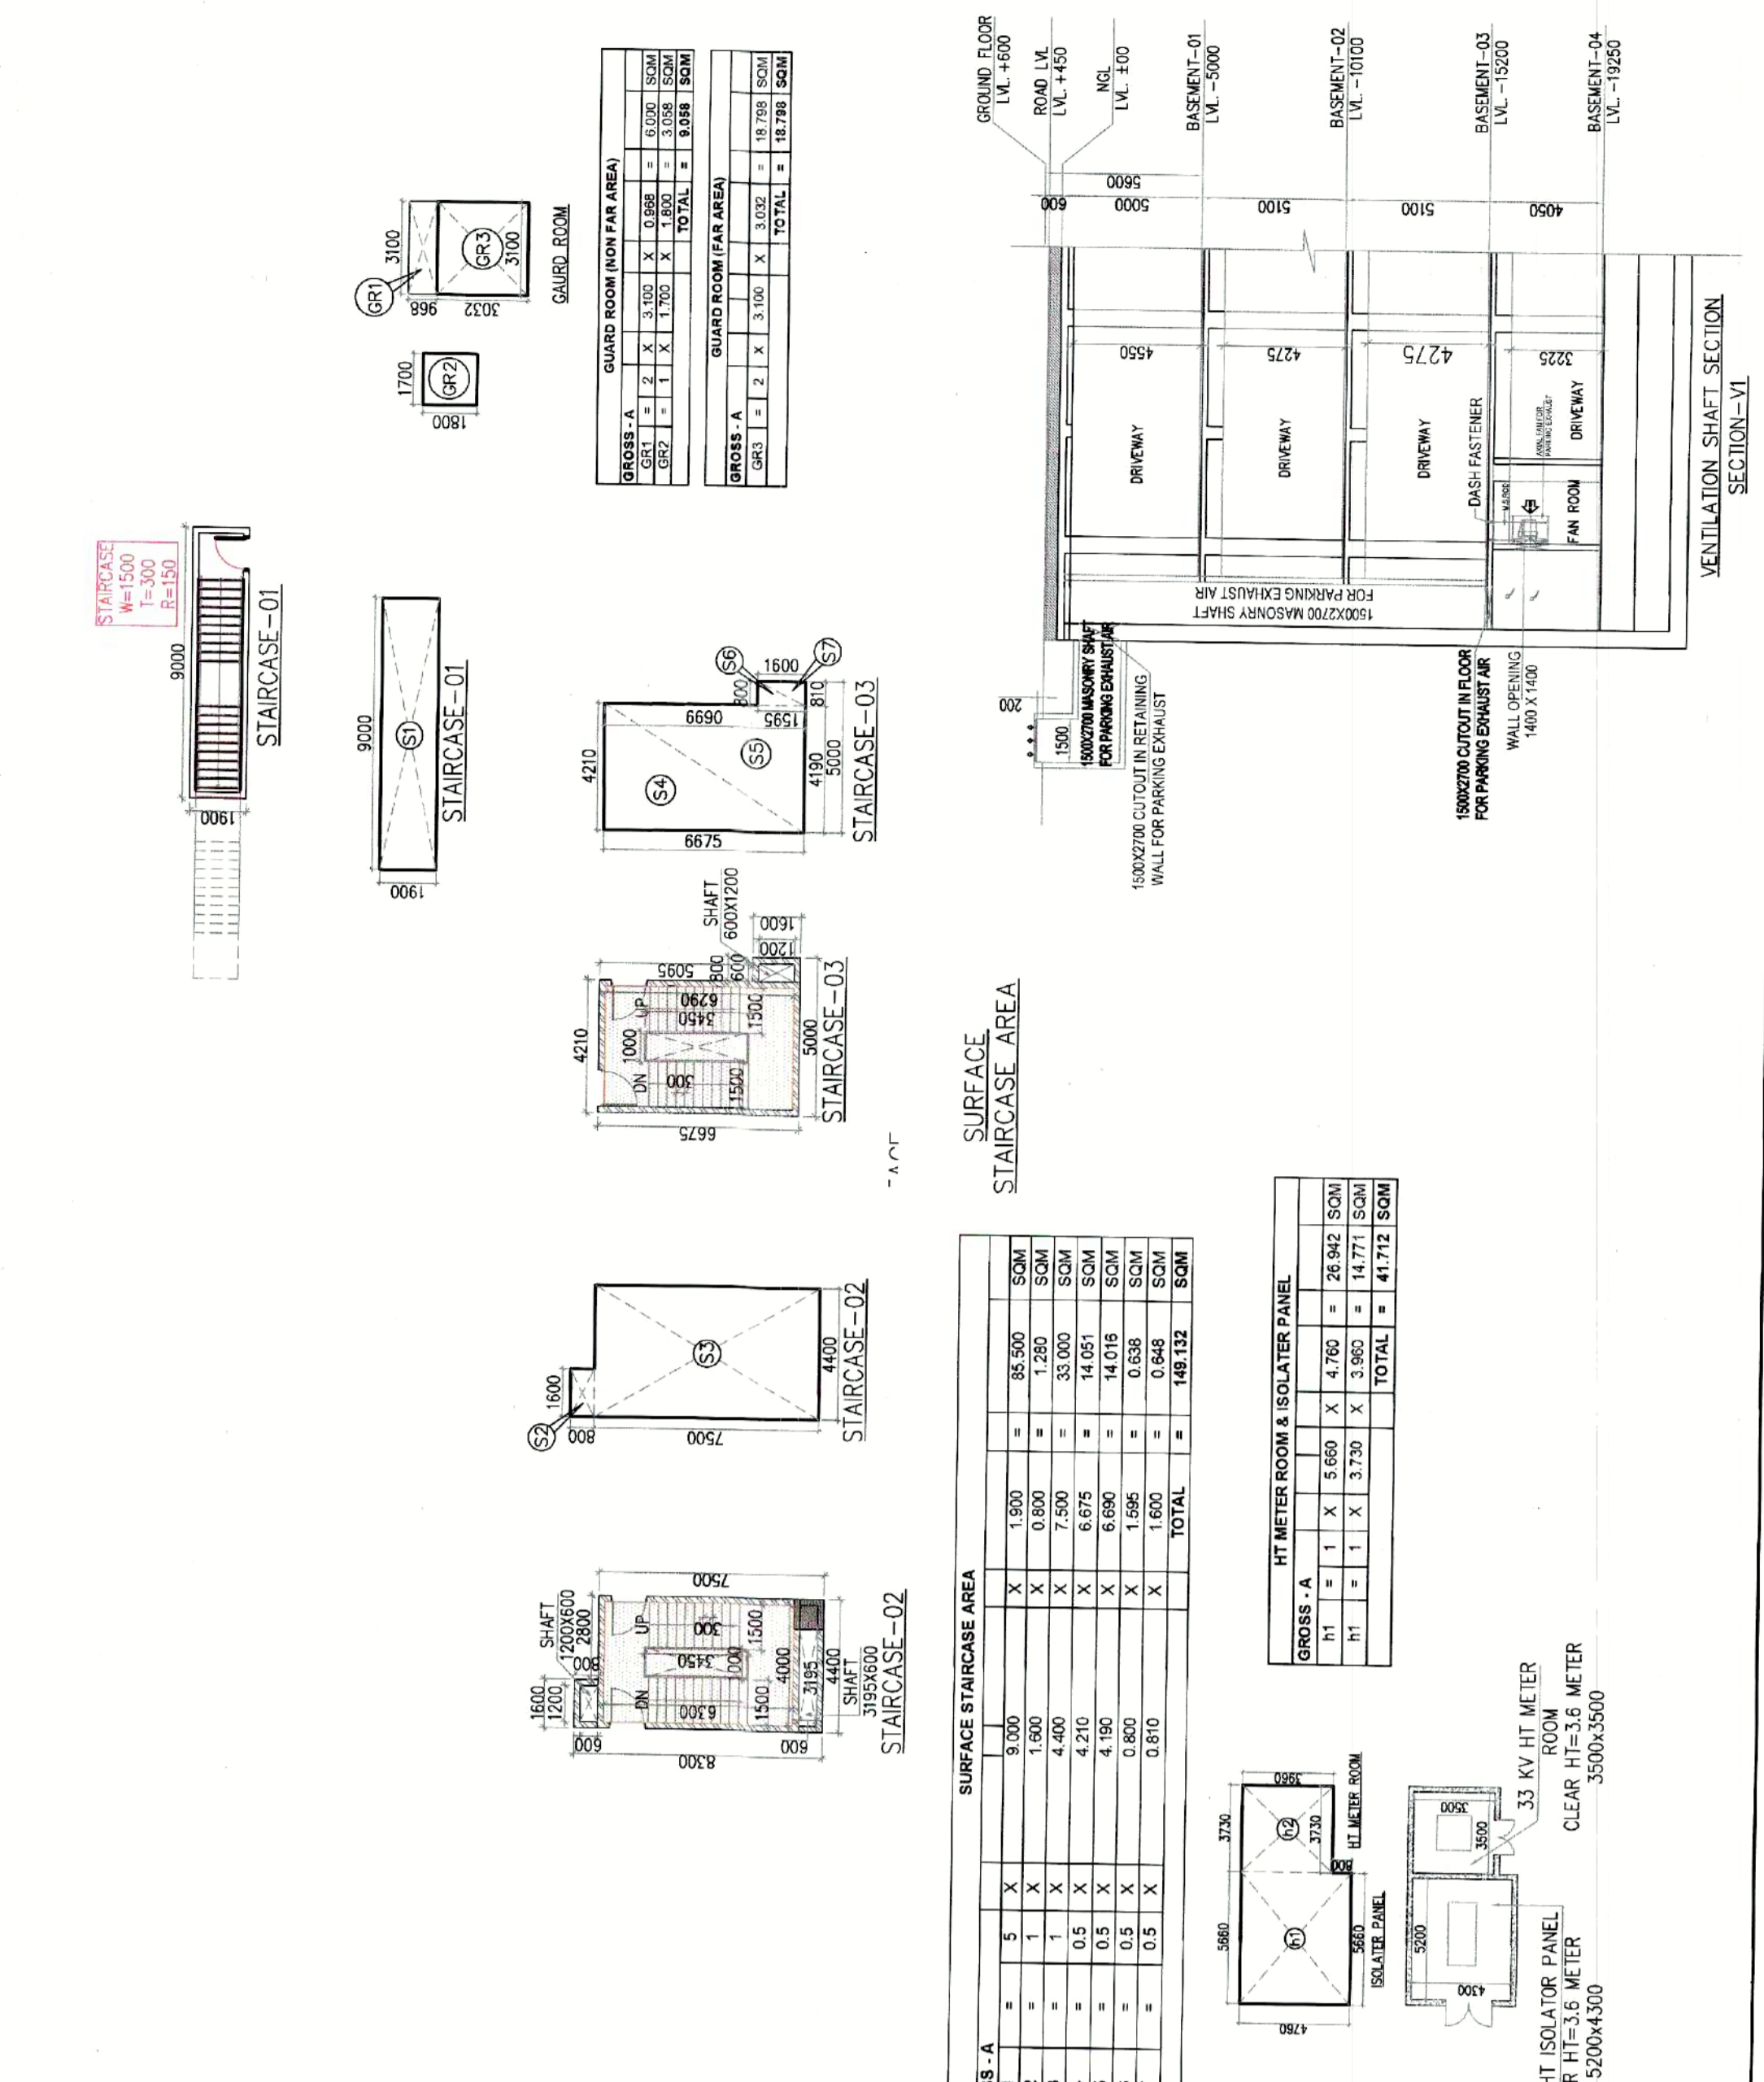 STAIRCASE
W=1500
T=300
R=150
9000
1900
STAIRCASE-01
9000
S1
1900
STAIRCASE-01
GR1
3100
968
GR3
3032
3100
GAURD ROOM
1700
GR2
1800
GUARD ROOM (NON FAR AREA)
GROSS - A
GR1 = 2 X 3.100 X 0.968 = 6.000 SQM
GR2 = 1 X 1.700 X 1.800 = 3.058 SQM
TOTAL = 9.058 SQM
GUARD ROOM (FAR AREA)
GROSS - A
GR3 = 2 X 3.100 X 3.032 = 18.798 SQM
TOTAL = 18.798 SQM
SHAFT
1200X600
1600
1200
800
2800
600
UP
DN
300
3450
6300
1500
1500
4000
3195
600
4400
7500
8300
SHAFT
3195X600
STAIRCASE-02
S2
1600
800
S3
7500
4400
STAIRCASE-02
4210
5095
800
600
SHAFT
600X1200
1200
1600
UP
DN
1000
6290
3450
300
1500
1500
5000
6675
STAIRCASE-03
4210
S4
S5
S6
S7
6690
800
1600
1595
810
4190
5000
6675
STAIRCASE-03
SURFACE
STAIRCASE AREA
SURFACE STAIRCASE AREA
SS - A
= 5 X 9.000 X 1.900 = 85.500 SQM
= 1 X 1.600 X 0.800 = 1.280 SQM
= 1 X 4.400 X 7.500 = 33.000 SQM
= 0.5 X 4.210 X 6.675 = 14.051 SQM
= 0.5 X 4.190 X 6.690 = 14.016 SQM
= 0.5 X 0.800 X 1.595 = 0.638 SQM
= 0.5 X 0.810 X 1.600 = 0.648 SQM
TOTAL = 149.132 SQM
HT METER ROOM & ISOLATER PANEL
GROSS - A
h1 = 1 X 5.660 X 4.760 = 26.942 SQM
h1 = 1 X 3.730 X 3.960 = 14.771 SQM
TOTAL = 41.712 SQM
5660
3730
3960
h1
h2
3730
800
HT METER ROOM
4760
5660
ISOLATER PANEL
5200
4300
3500
3500
33 KV HT METER
ROOM
CLEAR HT=3.6 METER
3500x3500
HT ISOLATOR PANEL
R HT=3.6 METER
5200x4300
GROUND FLOOR
LVL. +600
ROAD LVL
LVL. +450
NGL
LVL. ±00
BASEMENT-01
LVL. -5000
BASEMENT-02
LVL. -10100
BASEMENT-03
LVL. -15200
BASEMENT-04
LVL. -19250
600
5600
5000
5100
5100
4050
4550
4275
4275
3225
DRIVEWAY
DRIVEWAY
DRIVEWAY
DRIVEWAY
DASH FASTENER
AXIAL FAN FOR
PARKING EXHAUST
FAN ROOM
1500X2700 MASONRY SHAFT
FOR PARKING EXHAUST AIR
200
1500
1500X2700 MASONRY SHAFT
FOR PARKING EXHAUST AIR
1500X2700 CUTOUT IN RETAINING
WALL FOR PARKING EXHAUST
1500X2700 CUTOUT IN FLOOR
FOR PARKING EXHAUST AIR
WALL OPENING
1400 X 1400
VENTILATION SHAFT SECTION
SECTION-V1